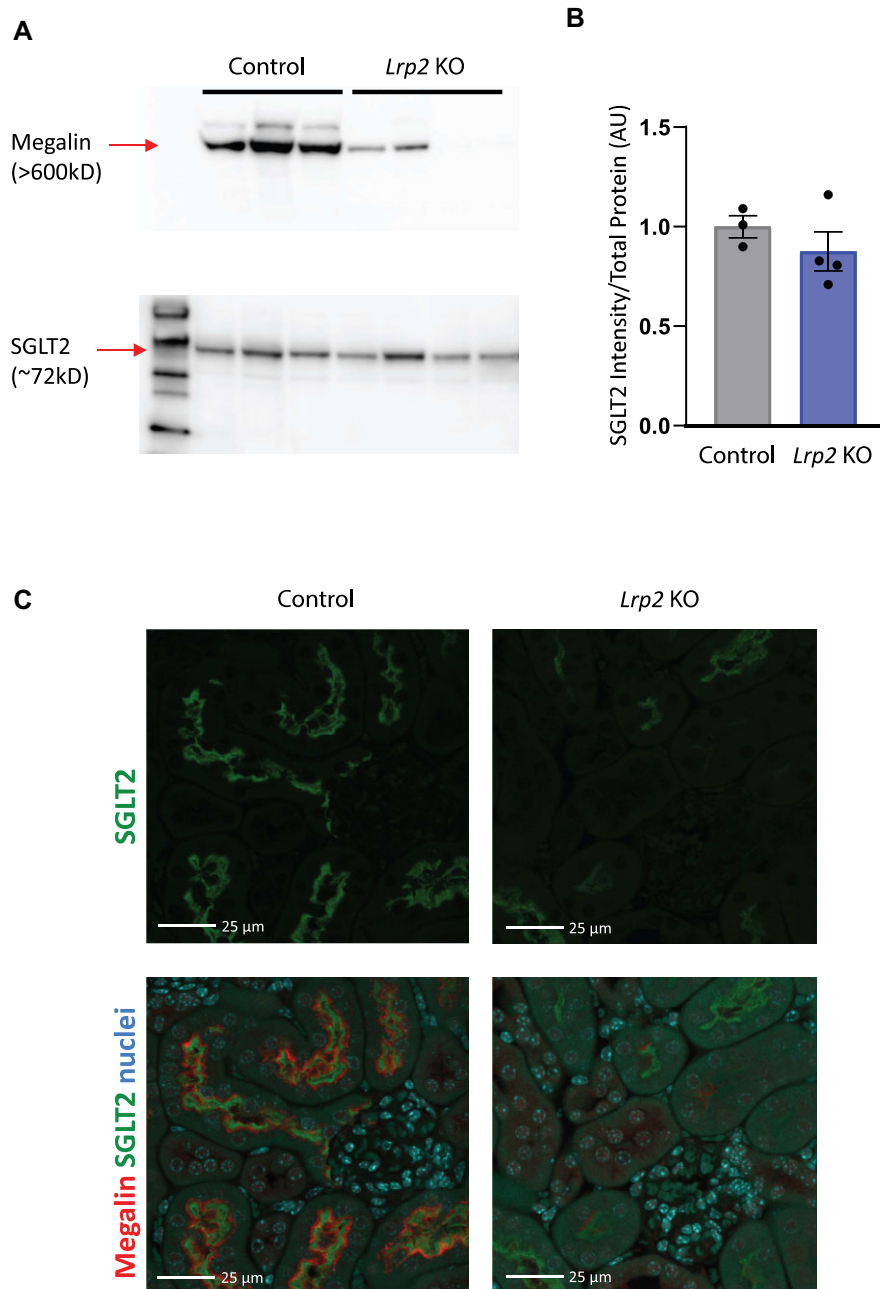 A
Control
Lrp2 KO
Megalin
(>600kD)
SGLT2
(~72kD)
B
SGLT2 Intensity/Total Protein (AU)
1.5
1.0
0.5
0.0
Control
Lrp2 KO
C
Control
Lrp2 KO
SGLT2
25 µm
25 µm
Megalin SGLT2 nuclei
25 µm
25 µm